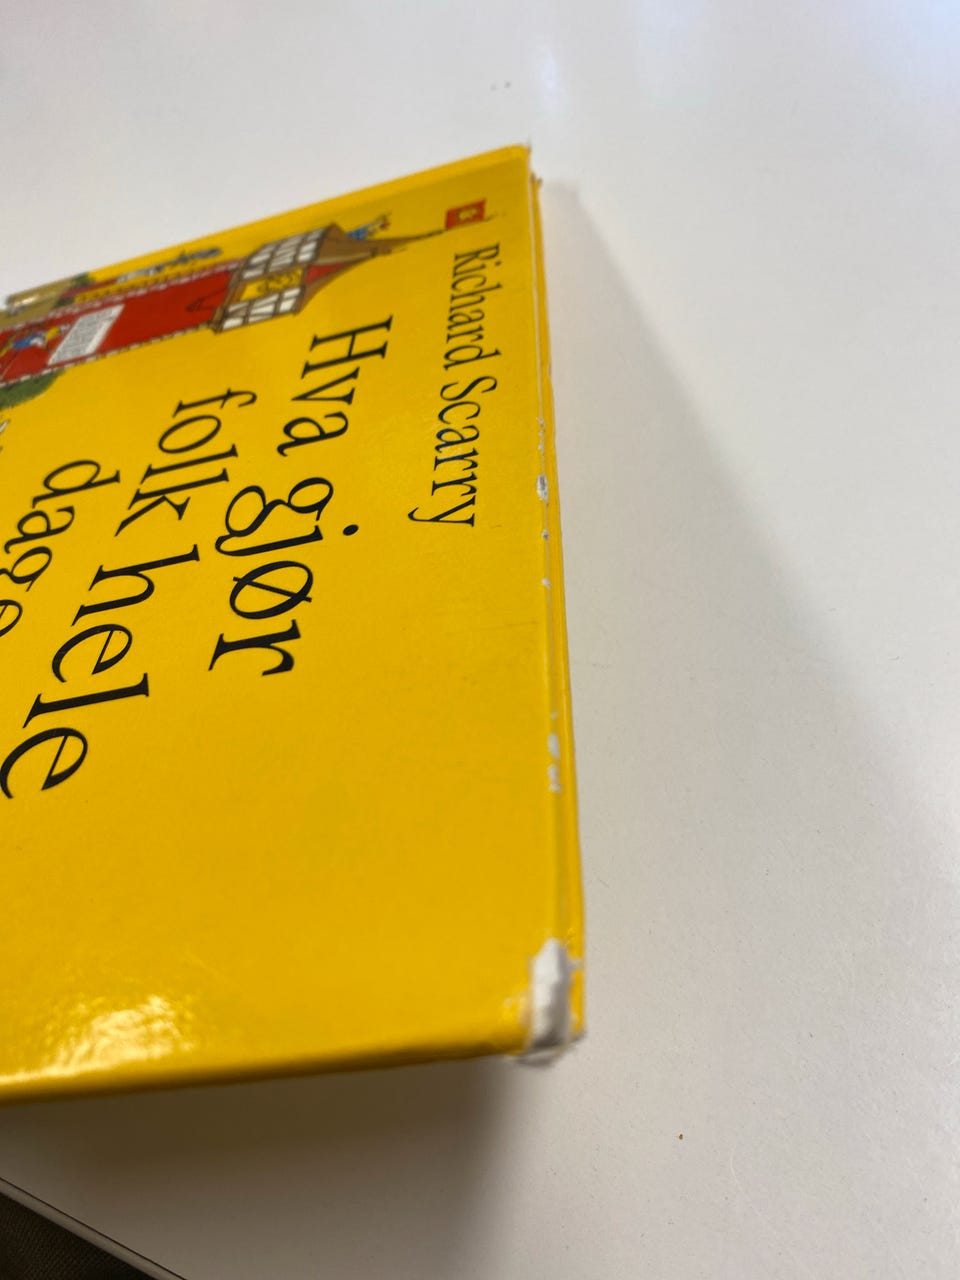 Richard Scarry
Hva gjør
folk hele